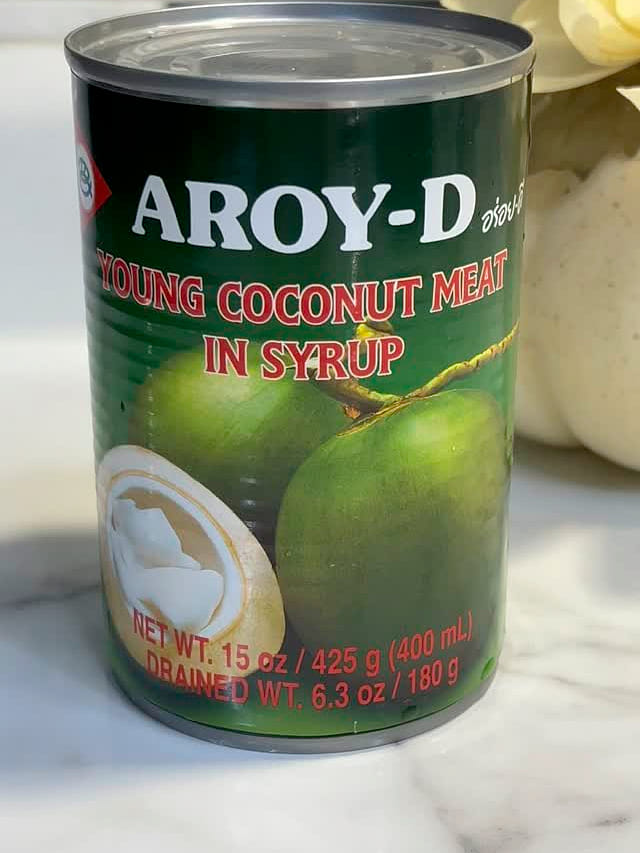 AROY-D
อร่อย-ดี
YOUNG COCONUT MEAT
IN SYRUP
NET WT. 15 oz / 425 g (400 mL)
DRAINED WT. 6.3 oz / 180 g